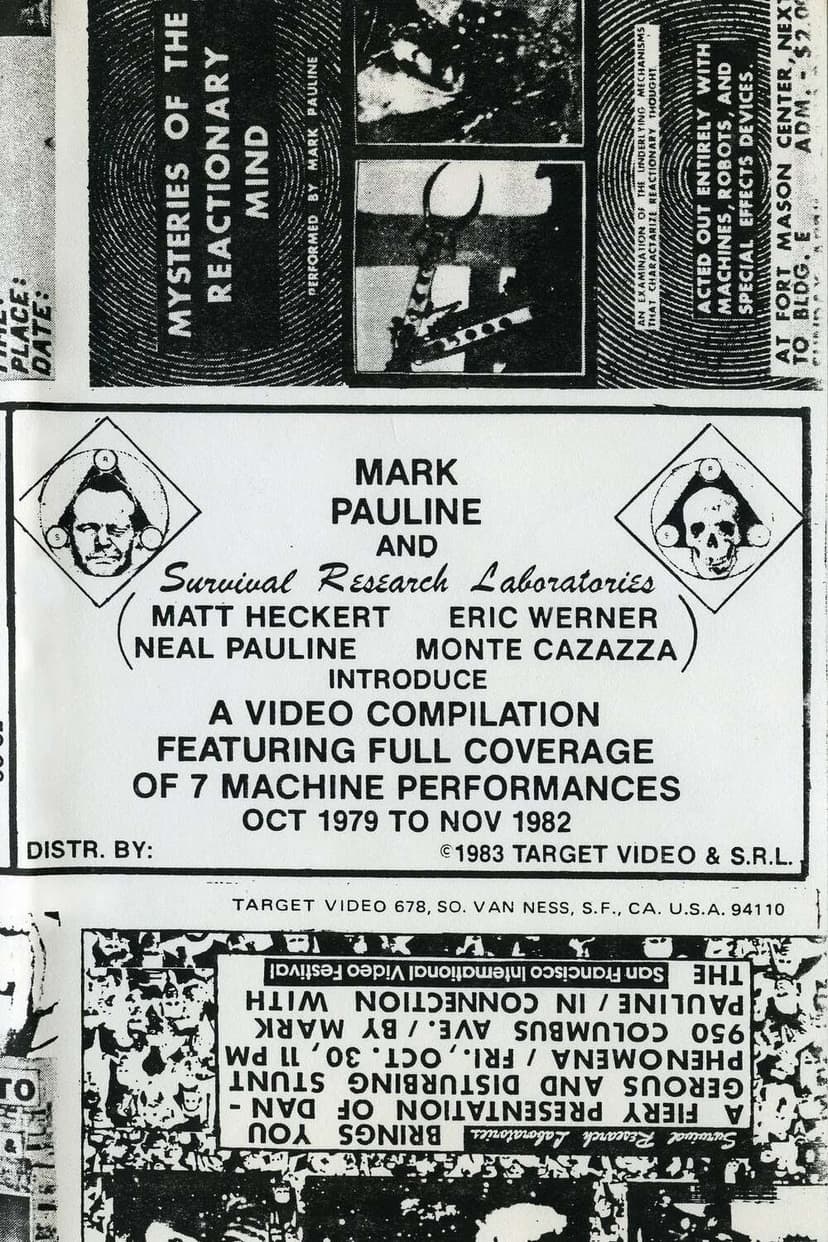 MYSTERIES OF THE
REACTIONARY
MIND
PERFORMED BY MARK PAULINE
AN EXAMINATION OF THE UNDERLYING MECHANISMS
THAT CHARACTARIZE REACTIONARY THOUGHT.
ACTED OUT ENTIRELY WITH
MACHINES, ROBOTS, AND
SPECIAL EFFECTS DEVICES.
AT FORT MASON CENTER, NEXT
TO BLDG. E ADM. - $2.00
PLACE:
DATE:
MARK
PAULINE
AND
Survival Research Laboratories
MATT HECKERT ERIC WERNER
NEAL PAULINE MONTE CAZAZZA
INTRODUCE
A VIDEO COMPILATION
FEATURING FULL COVERAGE
OF 7 MACHINE PERFORMANCES
OCT 1979 TO NOV 1982
DISTR. BY: ©1983 TARGET VIDEO & S.R.L.
TARGET VIDEO 678, SO. VAN NESS, S.F., CA. U.S.A. 94110
Survival Research Laboratories BRINGS YOU
A FIERY PRESENTATION OF DAN-
GEROUS AND DISTURBING STUNT
PHENOMENA / FRI., OCT. 30, 11 PM
950 COLUMBUS AVE. / BY MARK
PAULINE / IN CONNECTION WITH
THE San Francisco International Video Festival
TO
&